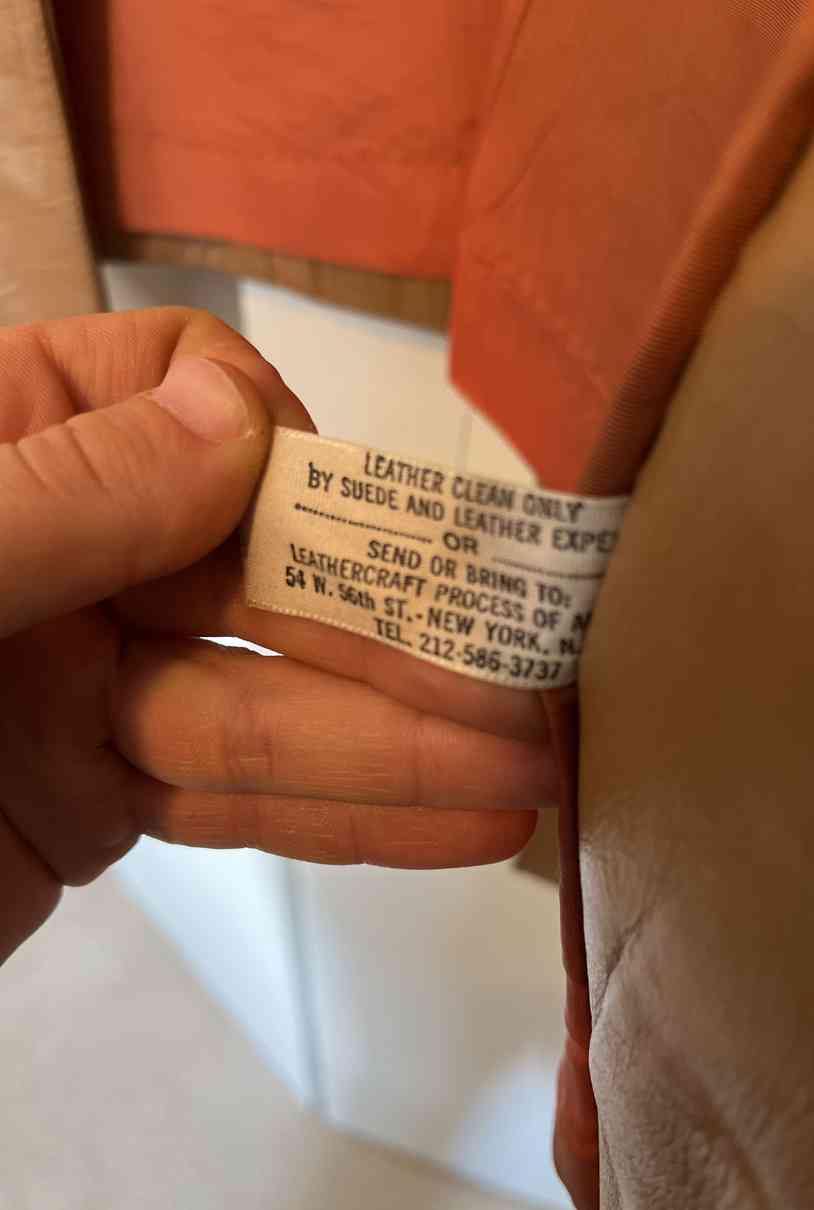 LEATHER CLEAN ONLY
BY SUEDE AND LEATHER
OR
SEND OR BRING TO:
LEATHERCRAFT PROCESS OF
54 W. 56th ST.-NEW YORK,
TEL. 212-586-3737